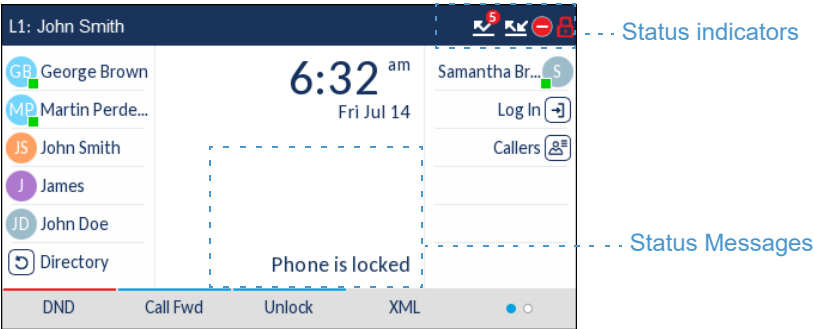 L1: John Smith
5
Status indicators
GB George Brown
MP Martin Perde...
JS John Smith
J James
JD John Doe
Directory
6:32 am
Fri Jul 14
Samantha Br... S
Log In
Callers
Status Messages
Phone is locked
DND Call Fwd Unlock XML